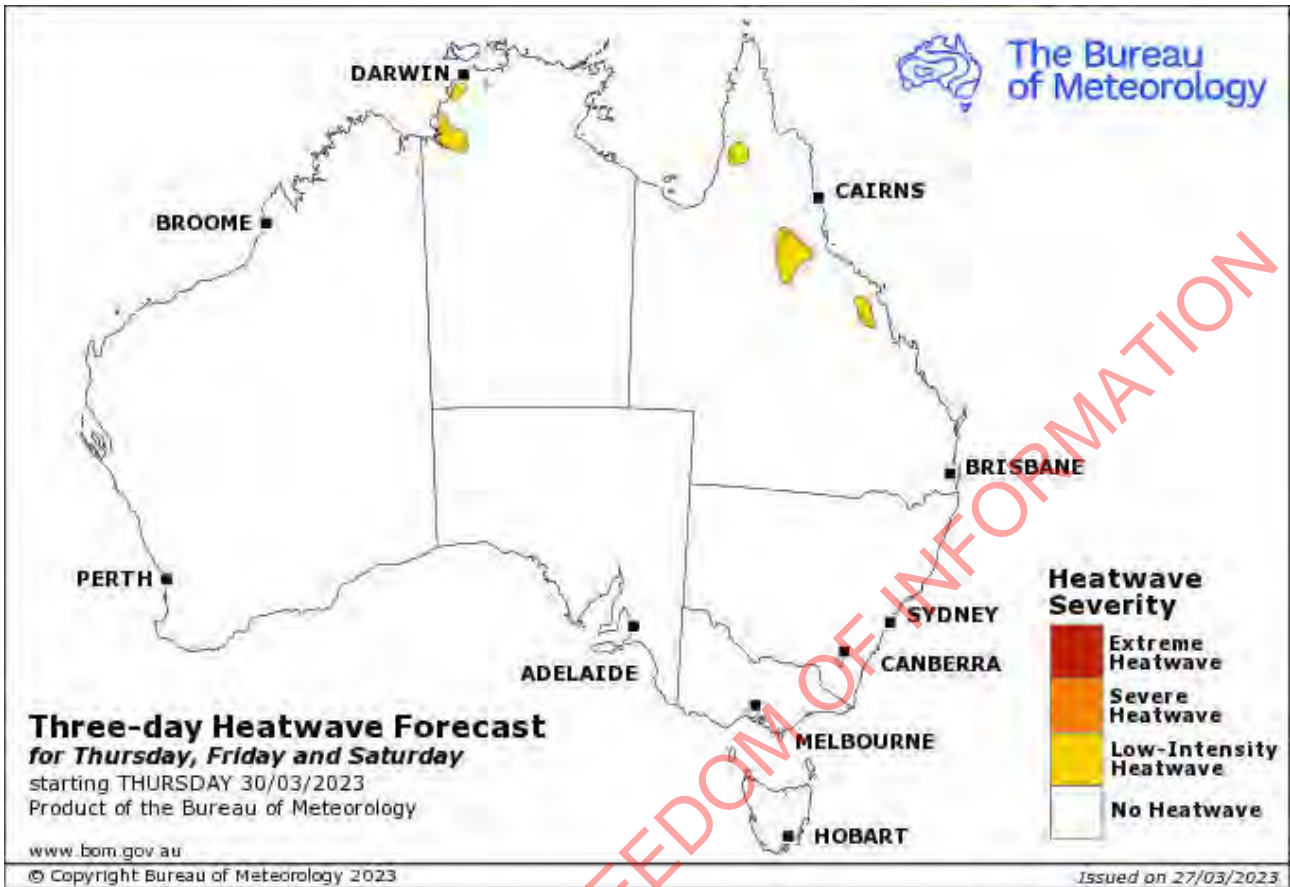 The Bureau
of Meteorology
DARWIN
BROOME
CAIRNS
BRISBANE
PERTH
SYDNEY
ADELAIDE
CANBERRA
MELBOURNE
HOBART
Heatwave
Severity
Extreme
Heatwave
Severe
Heatwave
Low-Intensity
Heatwave
No Heatwave
Three-day Heatwave Forecast
for Thursday, Friday and Saturday
starting THURSDAY 30/03/2023
Product of the Bureau of Meteorology
www.bom.gov.au
© Copyright Bureau of Meteorology 2023
Issued on 27/03/2023
EEDOM OF INFORMATION